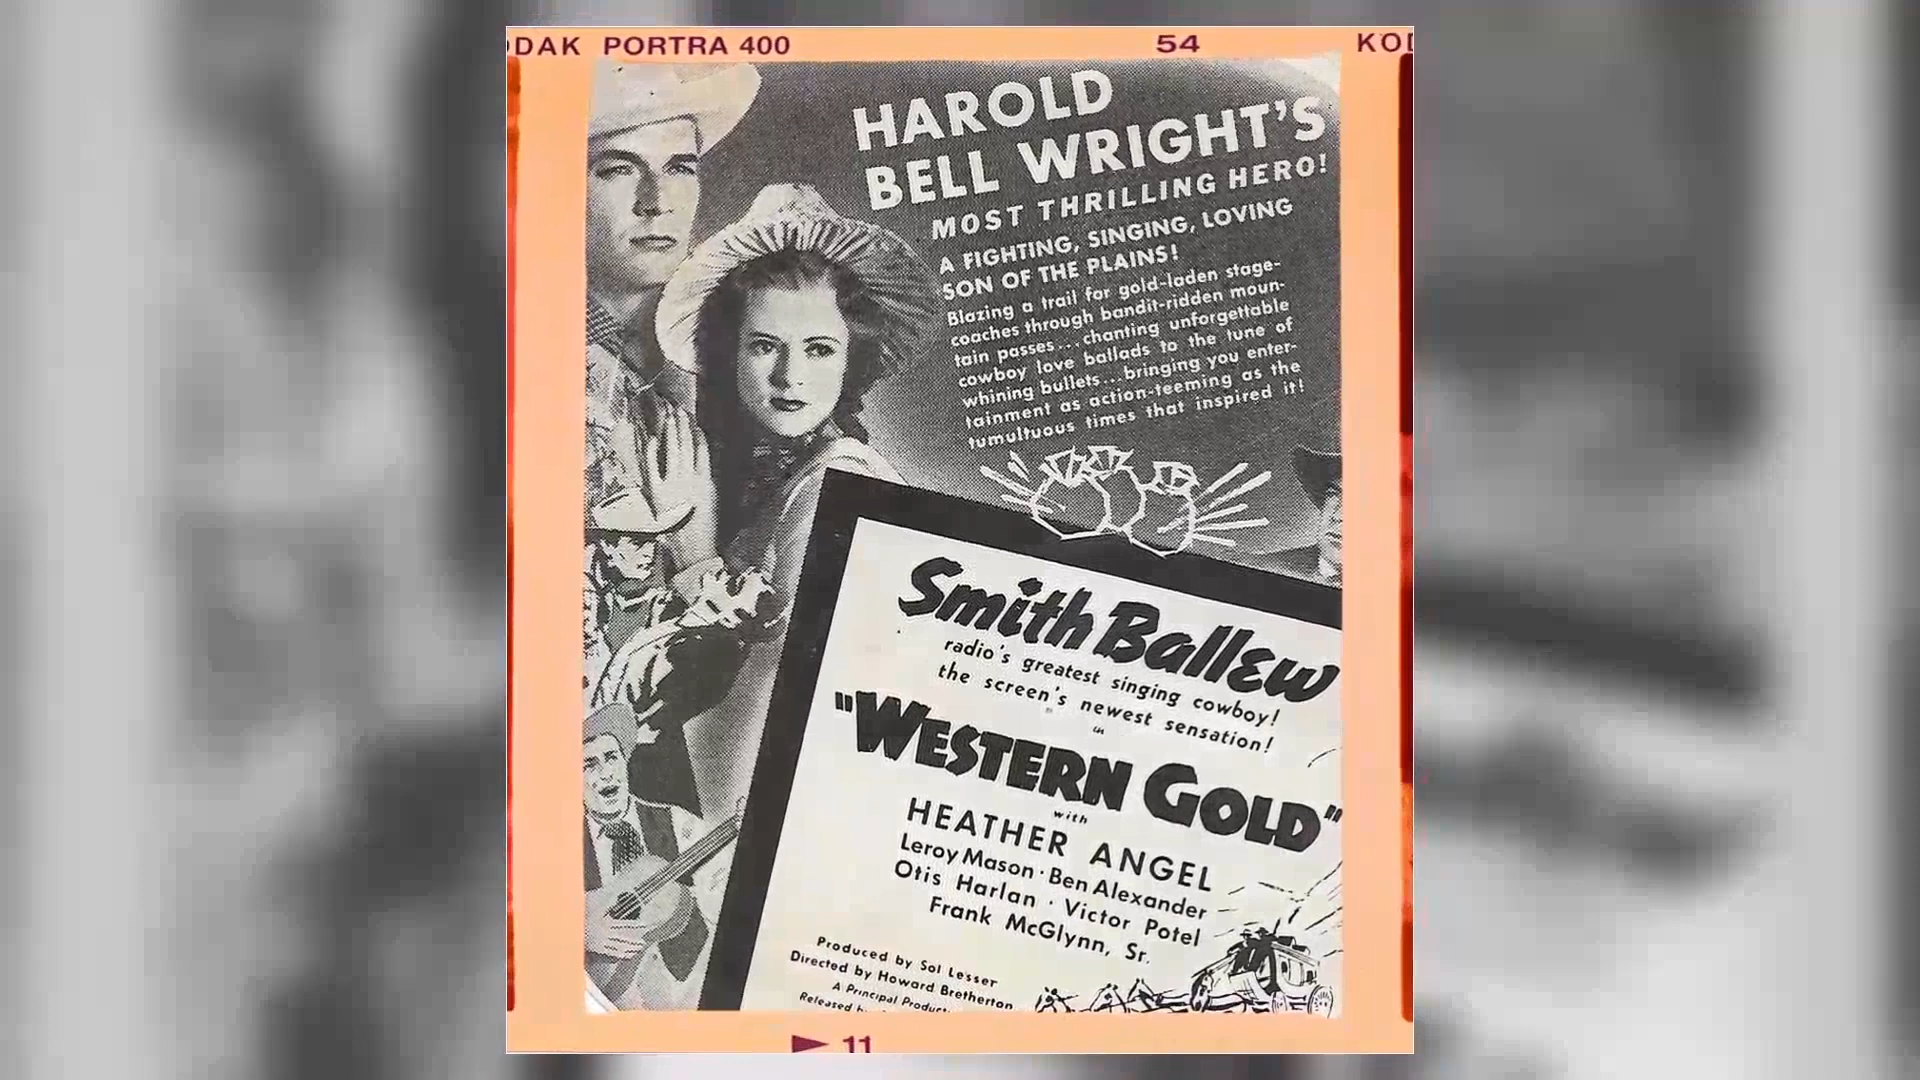 DAK PORTRA 400
54
KOD
HAROLD
BELL WRIGHT'S
MOST THRILLING HERO!
A FIGHTING, SINGING, LOVING
SON OF THE PLAINS!
Blazing a trail for gold-laden stage-
coaches through bandit-ridden moun-
tain passes...chanting unforgettable
cowboy love ballads to the tune of
whining bullets...bringing you enter-
tainment as action-teeming as the
tumultuous times that inspired it!
Smith Ballew
radio's greatest singing cowboy!
the screen's newest sensation!
in
"WESTERN GOLD"
with
HEATHER ANGEL
Leroy Mason · Ben Alexander
Otis Harlan · Victor Potel
Frank McGlynn, Sr.
Produced by Sol Lesser
Directed by Howard Bretherton
A Principal Product
Released
11